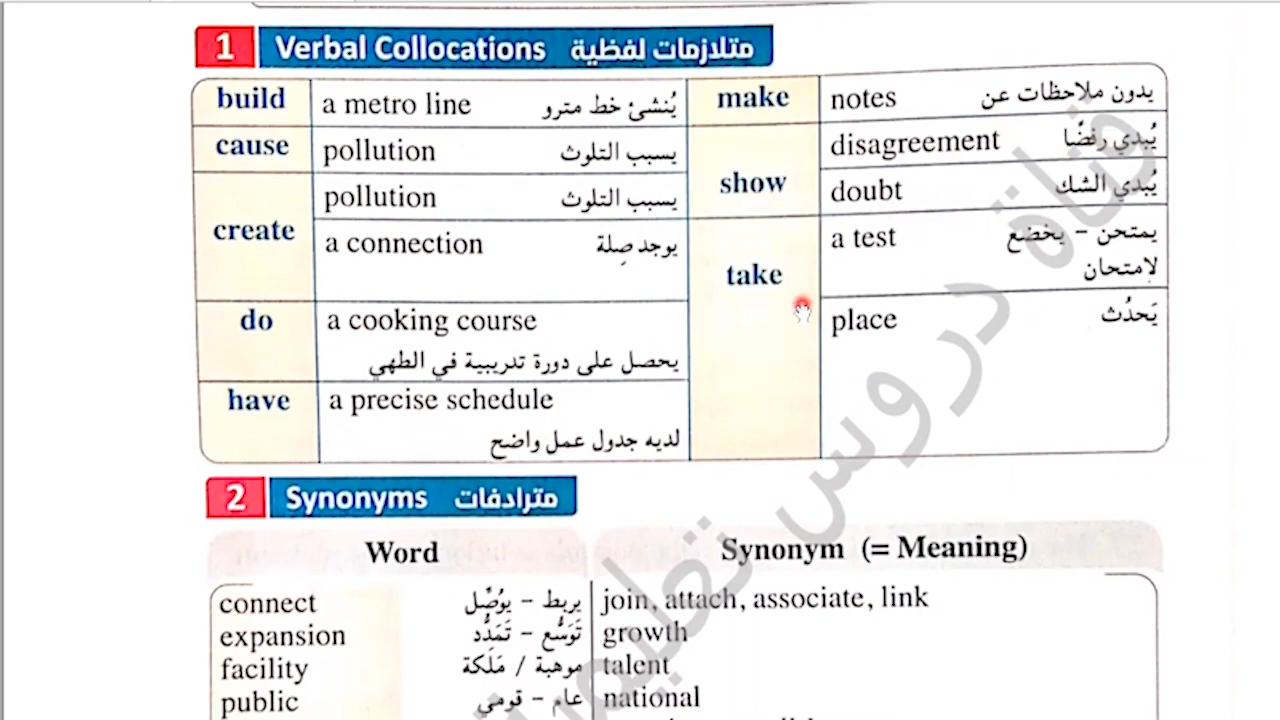 1 Verbal Collocations متلازمات لفظية
build a metro line يُنشئ خط مترو
cause pollution يسبب التلوث
create pollution يسبب التلوث
a connection يوجد صِلة
do a cooking course
يحصل على دورة تدريبية في الطهي
have a precise schedule
لديه جدول عمل واضح
make notes يدون ملاحظات عن
show disagreement يُبدي رفضًا
doubt يُبدي الشك
take a test يمتحن - يخضع
لامتحان
place يَحدُث
2 Synonyms مترادفات
Word Synonym (= Meaning)
connect يربط - يوُصِّل join, attach, associate, link
expansion تَوَسُّع - تَمَدُّد growth
facility موهبة / مَلَكة talent
public عام - قومي national
قناة دروس تعليمية